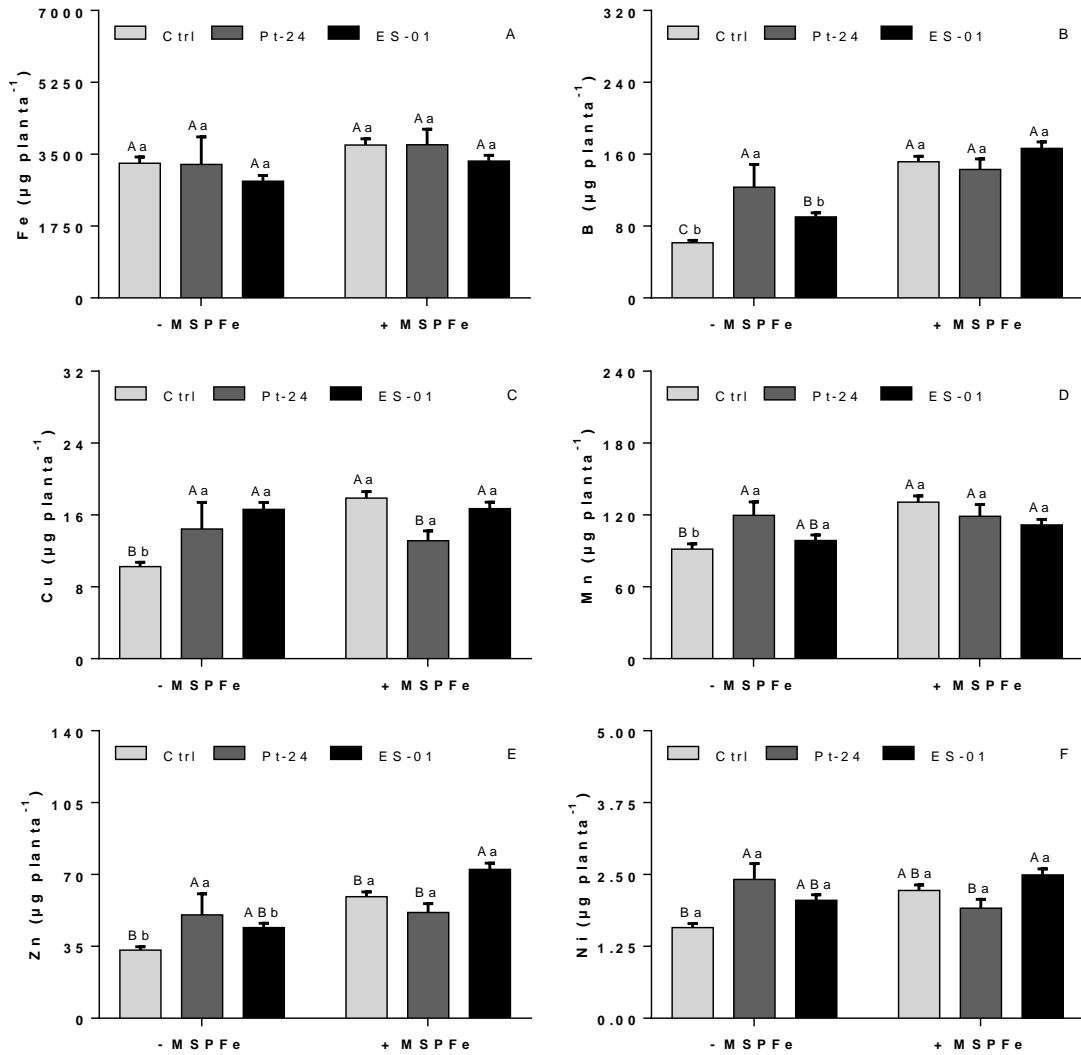 7000
5250
3500
1750
0
Fe (µg planta⁻¹)
Ctrl Pt-24 ES-01 A
Aa Aa Aa Aa Aa Aa
- MSPFe + MSPFe
320
240
160
80
0
B (µg planta⁻¹)
Ctrl Pt-24 ES-01 B
Cb Aa Bb Aa Aa Aa
- MSPFe + MSPFe
32
24
16
8
0
Cu (µg planta⁻¹)
Ctrl Pt-24 ES-01 C
Bb Aa Aa Aa Ba Aa
- MSPFe + MSPFe
240
180
120
60
0
Mn (µg planta⁻¹)
Ctrl Pt-24 ES-01 D
Bb Aa ABa Aa Aa Aa
- MSPFe + MSPFe
140
105
70
35
0
Zn (µg planta⁻¹)
Ctrl Pt-24 ES-01 E
Bb Aa ABb Ba Ba Aa
- MSPFe + MSPFe
5.00
3.75
2.50
1.25
0.00
Ni (µg planta⁻¹)
Ctrl Pt-24 ES-01 F
Ba Aa ABa ABa Ba Aa
- MSPFe + MSPFe